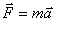 F⃗ = ma⃗